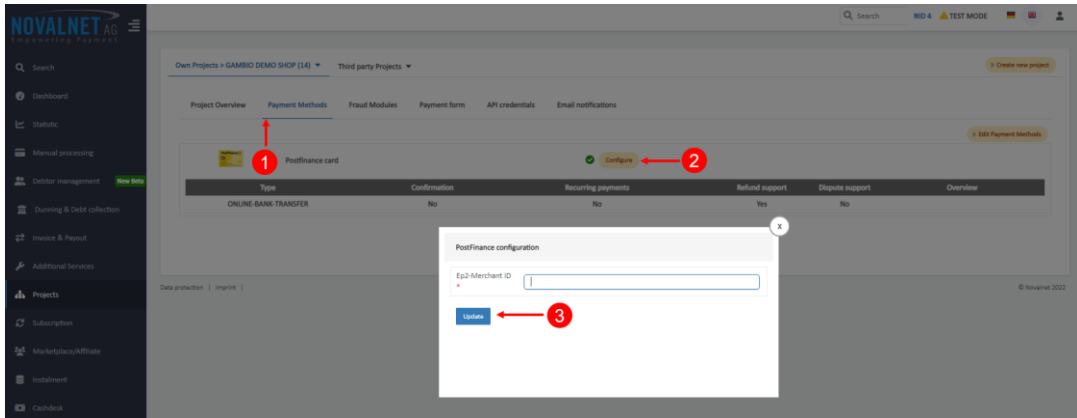 NOVALNET AG
Empowering Payment
Search NID 4 TEST MODE
Search
Dashboard
Statistic
Manual processing
Debtor management New Beta
Dunning & Debt collection
Invoice & Payout
Additional Services
Projects
Subscription
Marketplace/Affiliate
Instalment
Cashdesk
Own Projects > GAMBIO DEMO SHOP (14) Third party Projects
> Create new project
Project Overview Payment Methods Fraud Modules Payment form API credentials Email notifications
> Edit Payment Methods
1 Postfinance card Configure 2
Type Confirmation Recurring payments Refund support Dispute support Overview
ONLINE-BANK-TRANSFER No No Yes No
X
PostFinance configuration
Ep2-Merchant ID
*
Update 3
Data protection | Imprint | © Novalnet 2022